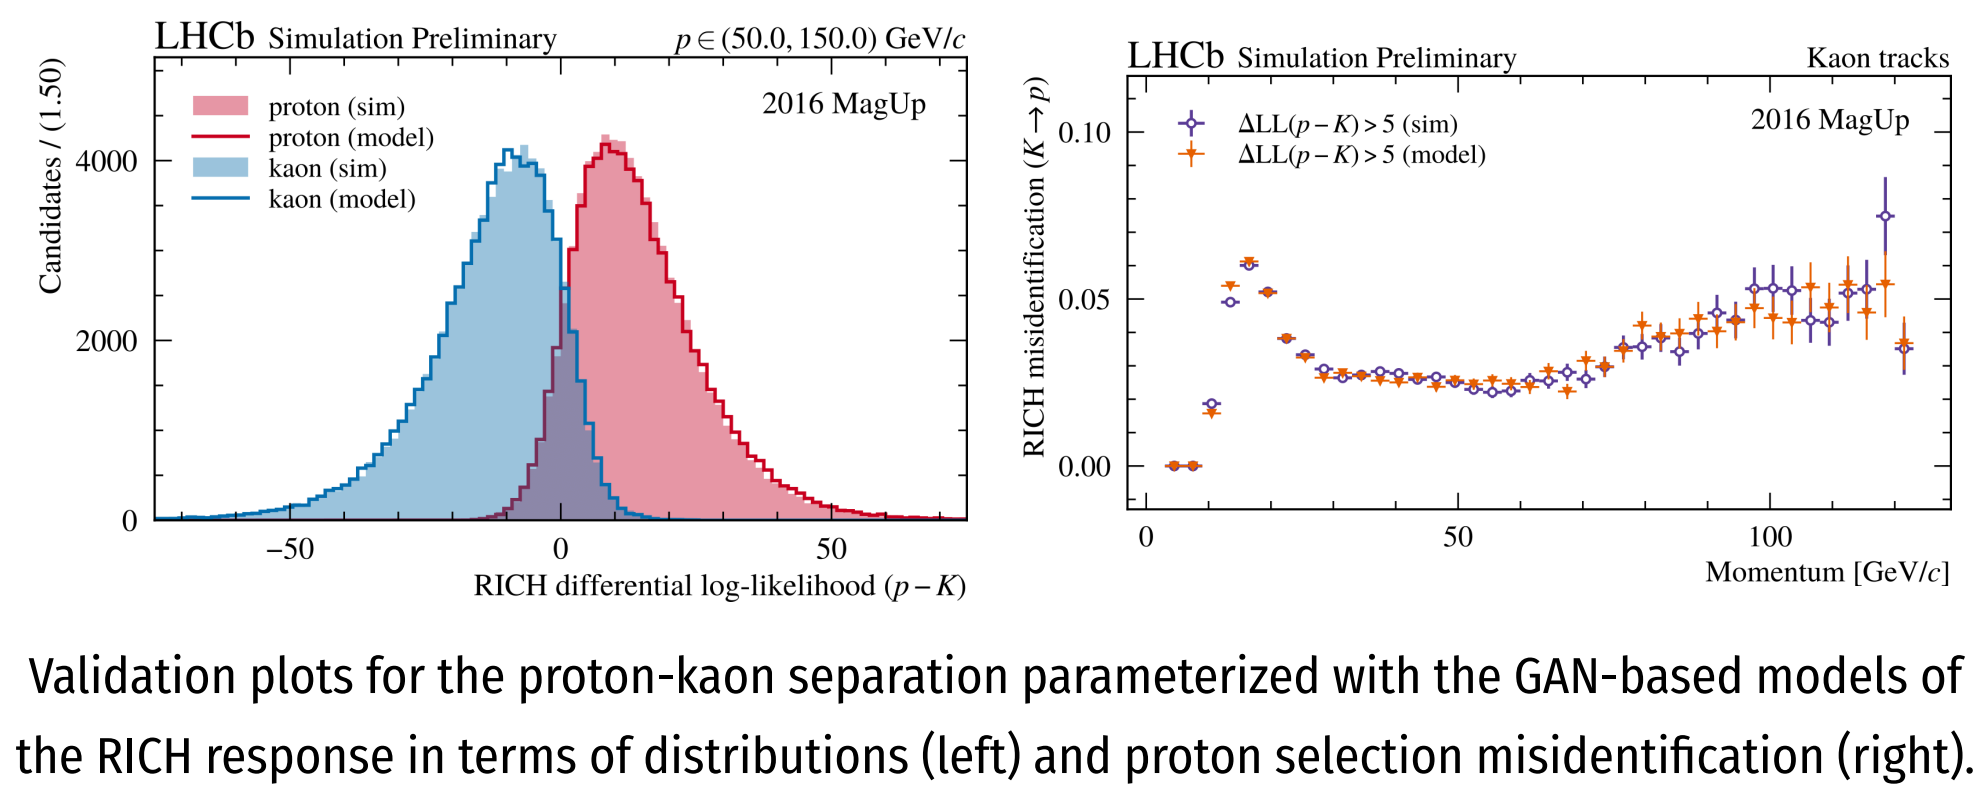 LHCb Simulation Preliminary p ∈ (50.0, 150.0) GeV/c
2016 MagUp
proton (sim)
proton (model)
kaon (sim)
kaon (model)
Candidates / (1.50)
4000
2000
0
−50 0 50
RICH differential log-likelihood (p − K)
LHCb Simulation Preliminary Kaon tracks
2016 MagUp
ΔLL(p − K) > 5 (sim)
ΔLL(p − K) > 5 (model)
RICH misidentification (K → p)
0.10
0.05
0.00
0 50 100
Momentum [GeV/c]
Validation plots for the proton-kaon separation parameterized with the GAN-based models of
the RICH response in terms of distributions (left) and proton selection misidentification (right).